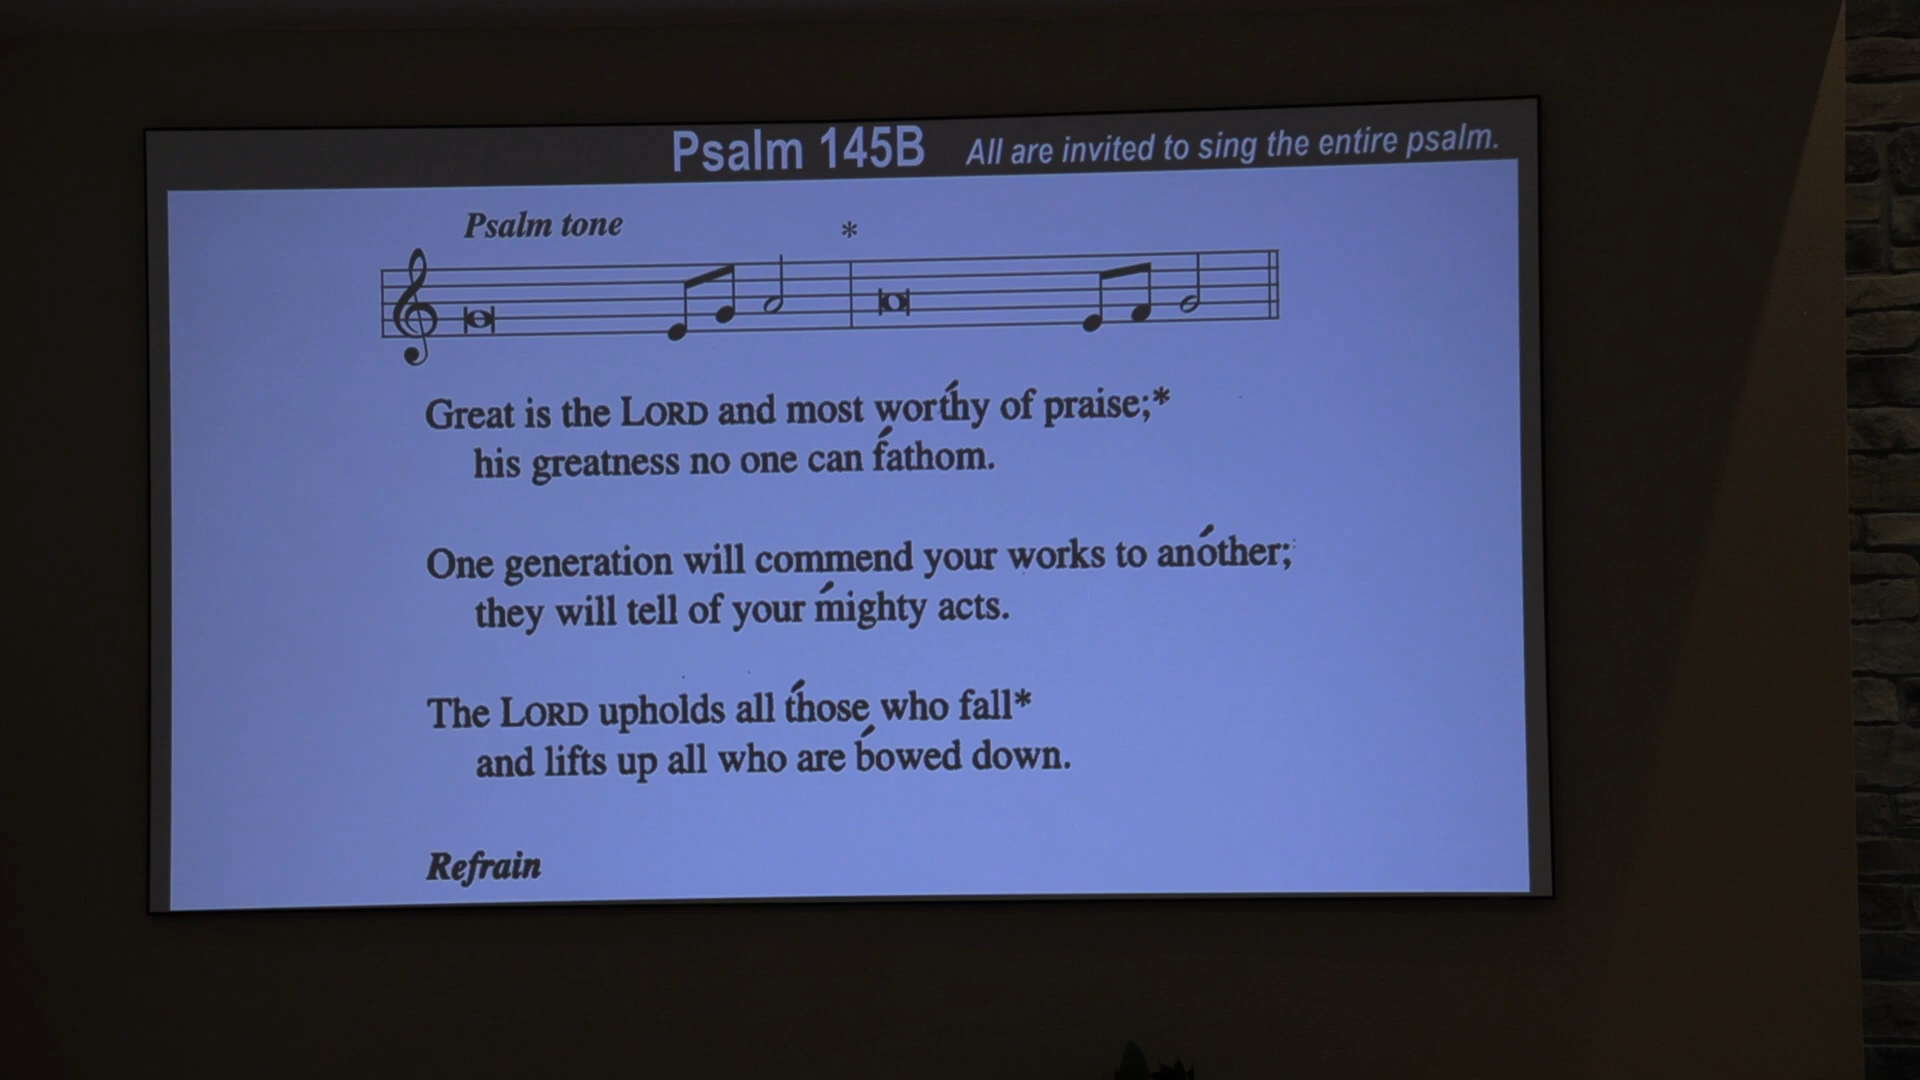 Psalm 145B All are invited to sing the entire psalm.
Psalm tone
*
Great is the LORD and most worthy of praise;*
his greatness no one can fathom.
One generation will commend your works to another;
they will tell of your mighty acts.
The LORD upholds all those who fall*
and lifts up all who are bowed down.
Refrain